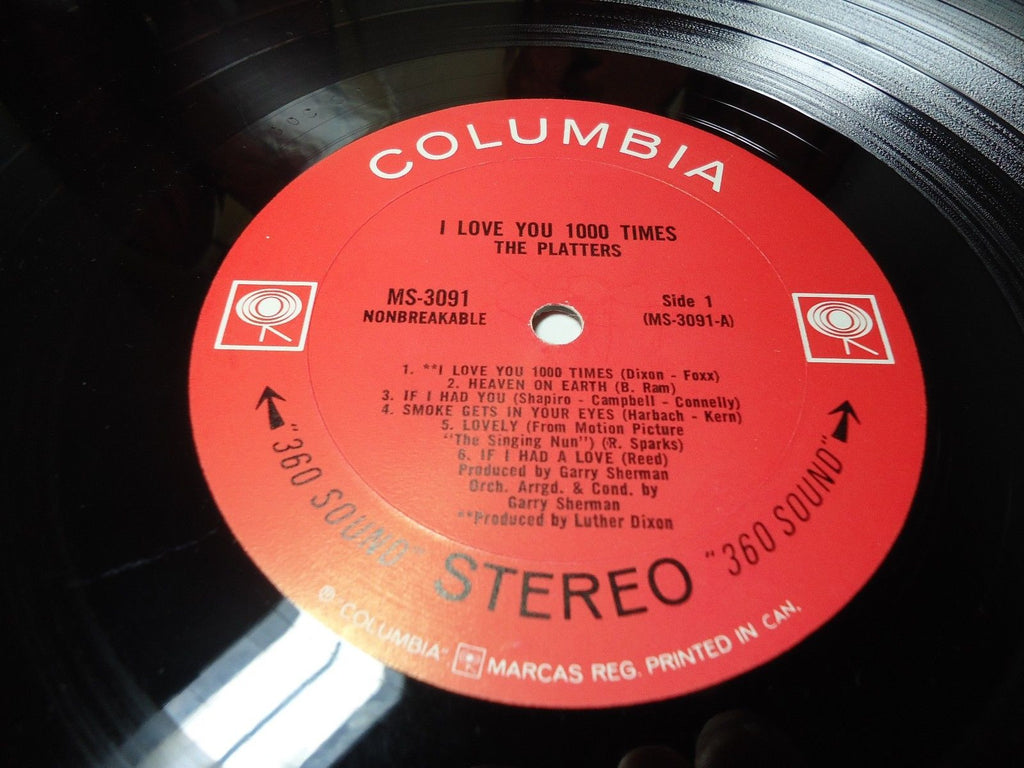 COLUMBIA
I LOVE YOU 1000 TIMES
THE PLATTERS
MS-3091
NONBREAKABLE
Side 1
(MS-3091-A)
1. **I LOVE YOU 1000 TIMES (Dixon - Foxx)
2. HEAVEN ON EARTH (B. Ram)
3. IF I HAD YOU (Shapiro - Campbell - Connelly)
4. SMOKE GETS IN YOUR EYES (Harbach - Kern)
5. LOVELY (From Motion Picture
"The Singing Nun") (R. Sparks)
6. IF I HAD A LOVE (Reed)
Produced by Garry Sherman
Orch. Arrgd. & Cond. by
Garry Sherman
**Produced by Luther Dixon
"360 SOUND" STEREO "360 SOUND"
® "COLUMBIA", MARCAS REG. PRINTED IN CAN.